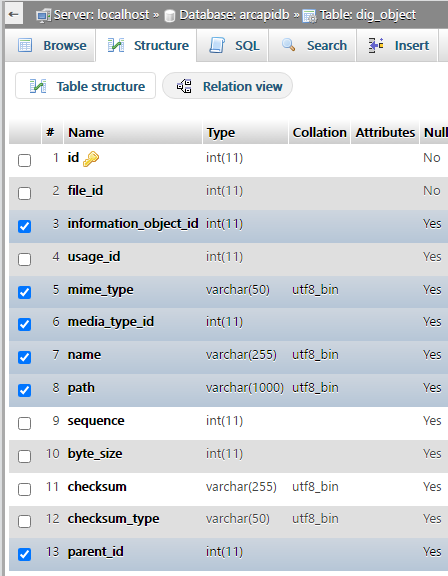 Server: localhost » Database: arcapidb » Table: dig_object
Browse Structure SQL Search Insert
Table structure Relation view
# Name Type Collation Attributes Null
1 id int(11) No
2 file_id int(11) No
3 information_object_id int(11) Yes
4 usage_id int(11) Yes
5 mime_type varchar(50) utf8_bin Yes
6 media_type_id int(11) Yes
7 name varchar(255) utf8_bin Yes
8 path varchar(1000) utf8_bin Yes
9 sequence int(11) Yes
10 byte_size int(11) Yes
11 checksum varchar(255) utf8_bin Yes
12 checksum_type varchar(50) utf8_bin Yes
13 parent_id int(11) Yes